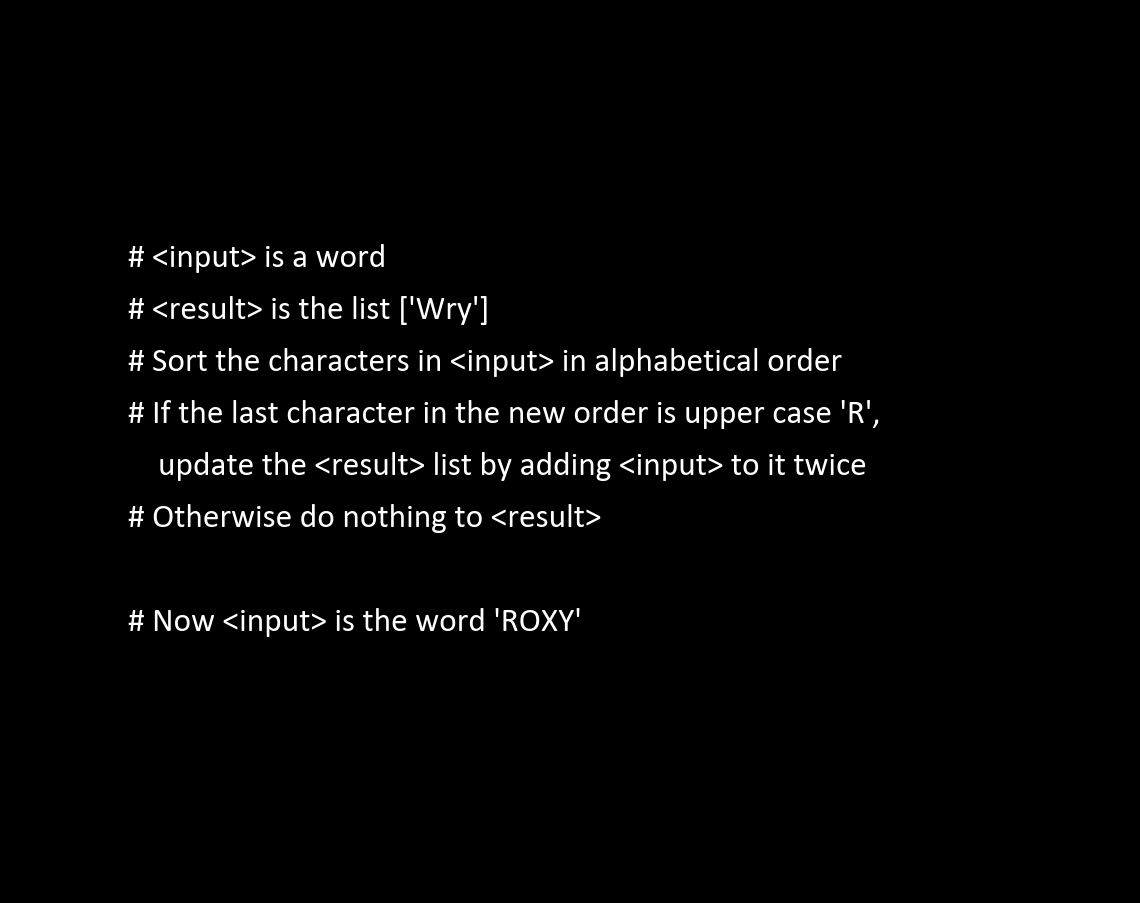 # <input> is a word
# <result> is the list ['Wry']
# Sort the characters in <input> in alphabetical order
# If the last character in the new order is upper case 'R',
update the <result> list by adding <input> to it twice
# Otherwise do nothing to <result>
# Now <input> is the word 'ROXY'